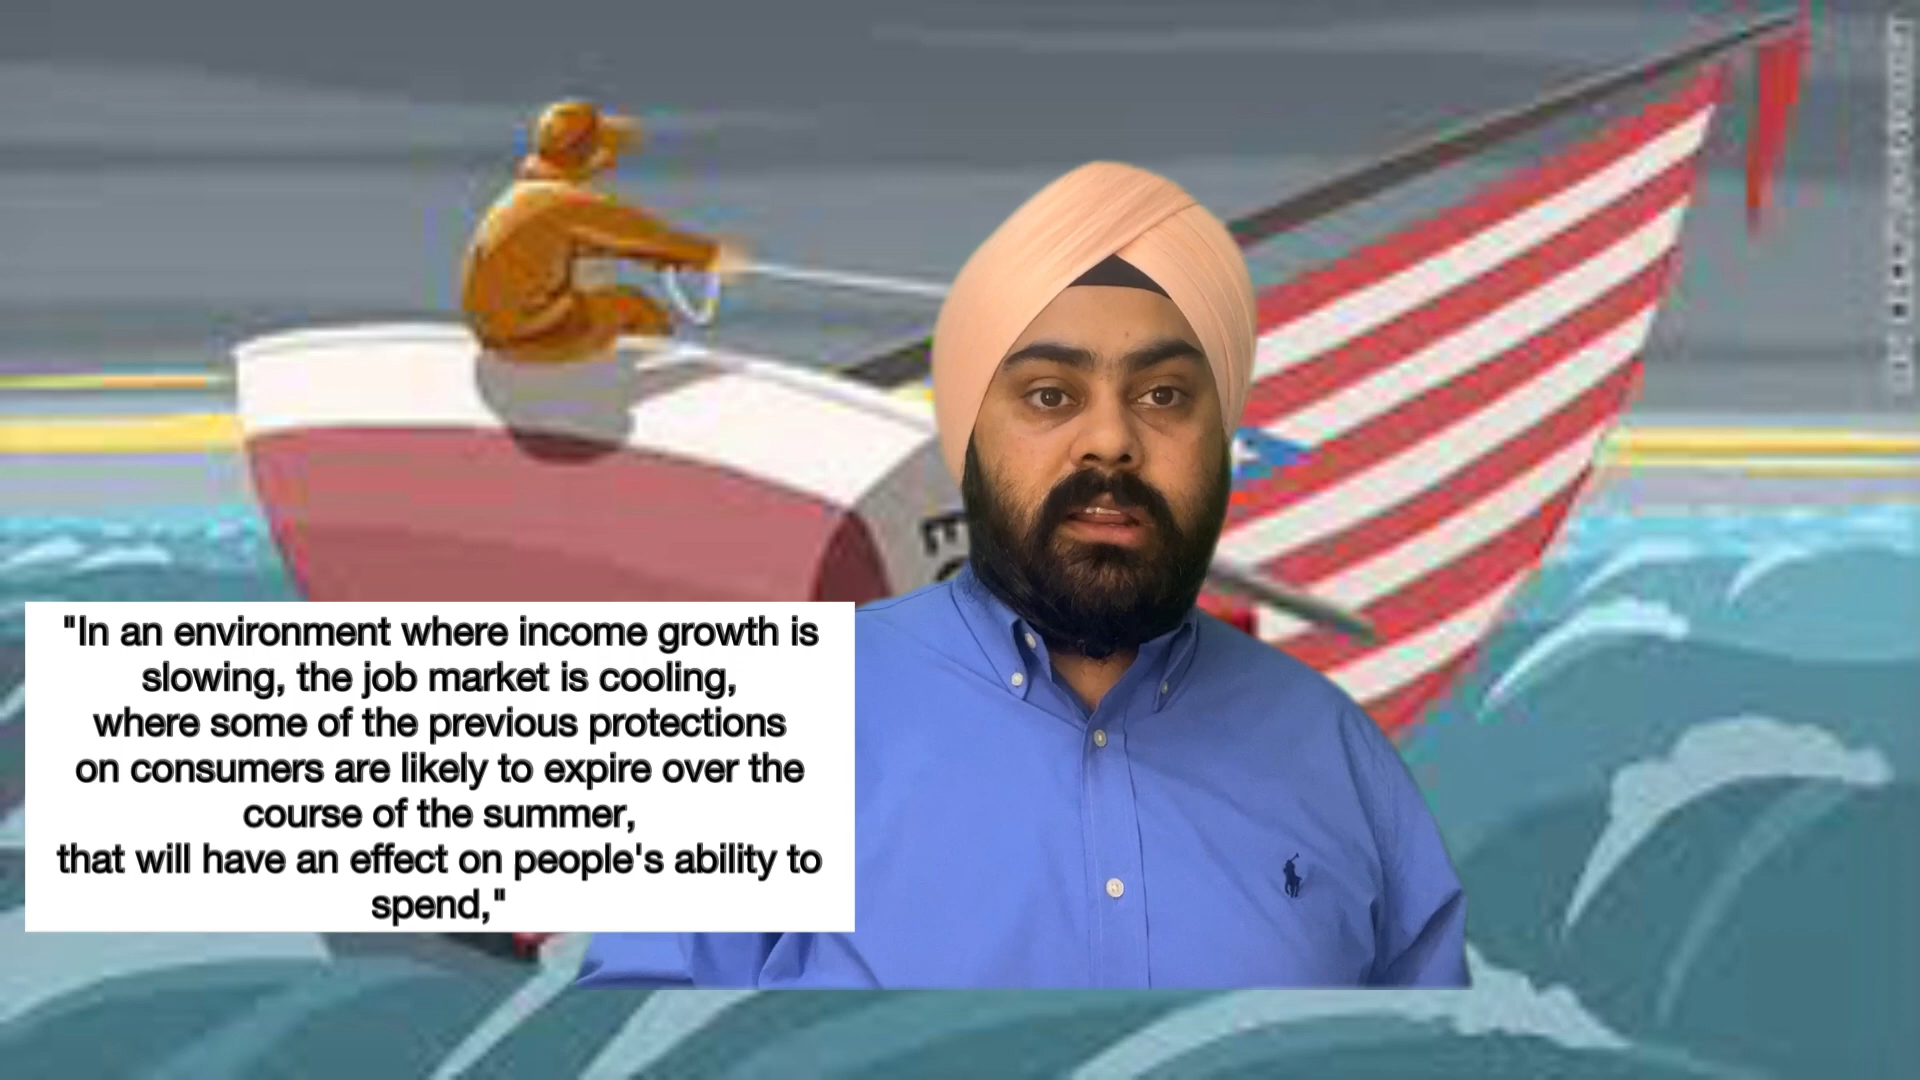 "In an environment where income growth is
slowing, the job market is cooling,
where some of the previous protections
on consumers are likely to expire over the
course of the summer,
that will have an effect on people's ability to
spend,"